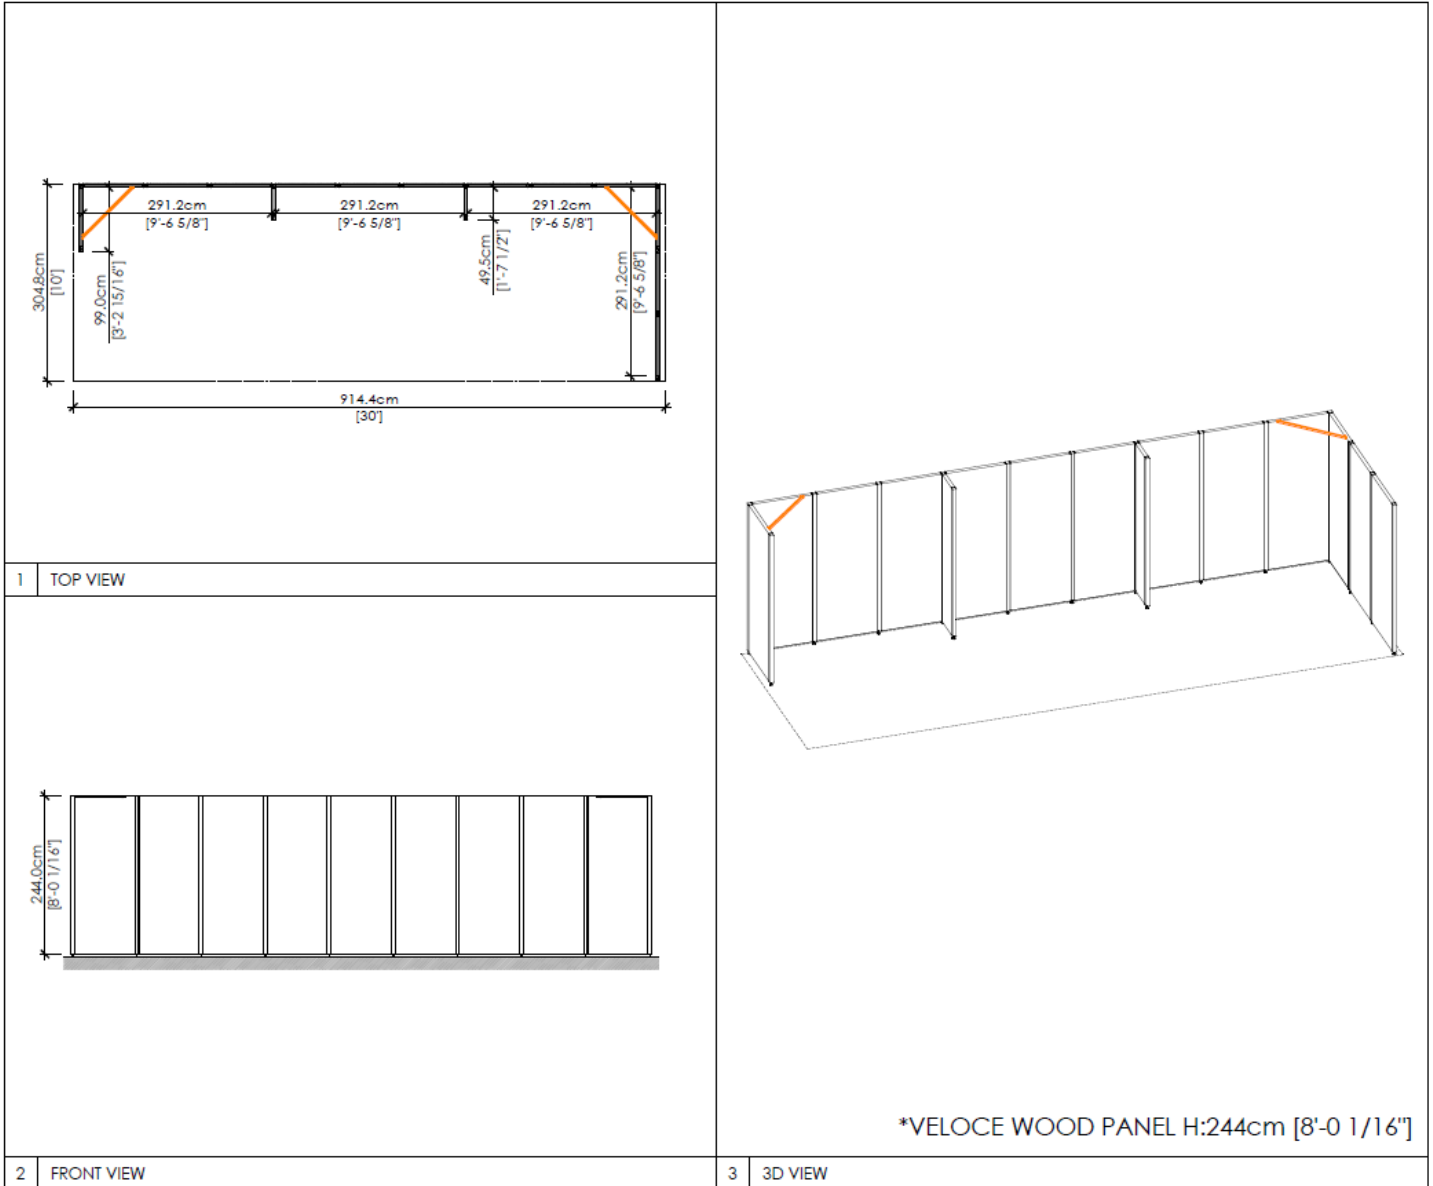 291.2cm
[9'-6 5/8"]
291.2cm
[9'-6 5/8"]
291.2cm
[9'-6 5/8"]
304.8cm
[10']
99.0cm
[3'-2 15/16"]
49.5cm
[1'-7 1/2"]
291.2cm
[9'-6 5/8"]
914.4cm
[30']
1 TOP VIEW
244.0cm
[8'-0 1/16"]
2 FRONT VIEW
*VELOCE WOOD PANEL H:244cm [8'-0 1/16"]
3 3D VIEW